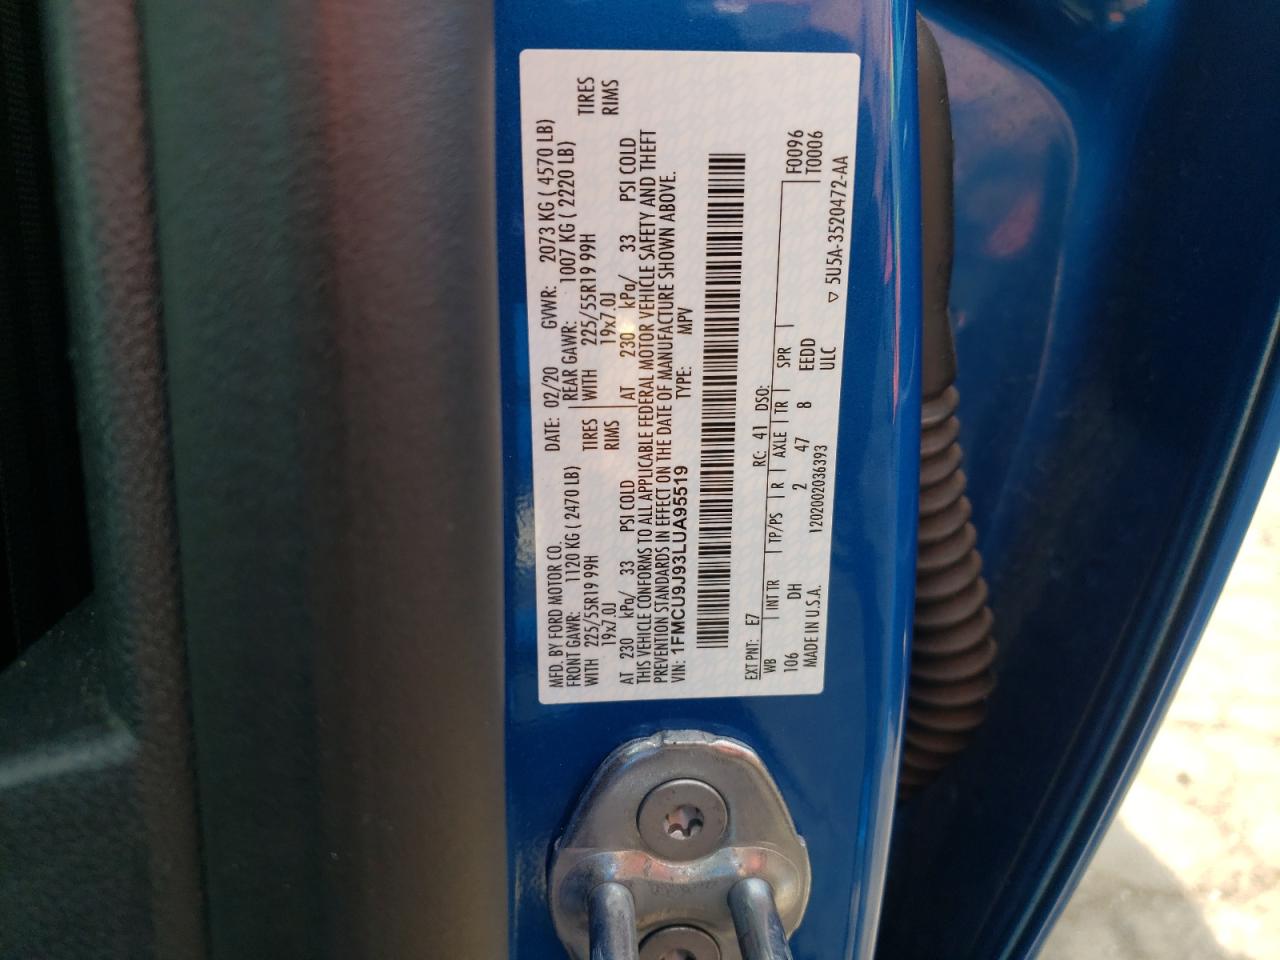 MFD. BY FORD MOTOR CO. DATE: 02/20 GVWR: 2073 KG ( 4570 LB)
FRONT GAWR: 1120 KG ( 2470 LB) REAR GAWR: 1007 KG ( 2220 LB)
WITH 225/55R19 99H TIRES WITH 225/55R19 99H TIRES
19x7.0J RIMS 19x7.0J RIMS
AT 230 kPa/ 33 PSI COLD AT 230 kPa/ 33 PSI COLD
THIS VEHICLE CONFORMS TO ALL APPLICABLE FEDERAL MOTOR VEHICLE SAFETY AND THEFT
PREVENTION STANDARDS IN EFFECT ON THE DATE OF MANUFACTURE SHOWN ABOVE.
VIN: 1FMCU9J93LUA95519 TYPE: MPV
EXT PNT: E7 RC: 41 DSO:
WB INT TR TP/PS R AXLE TR SPR F0096
106 DH 2 47 8 EEDD T0006
MADE IN U.S.A. 1202002036393 ULC ▽ 5U5A-3520472-AA